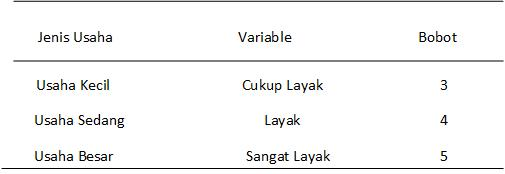 Jenis Usaha Variable Bobot
Usaha Kecil Cukup Layak 3
Usaha Sedang Layak 4
Usaha Besar Sangat Layak 5